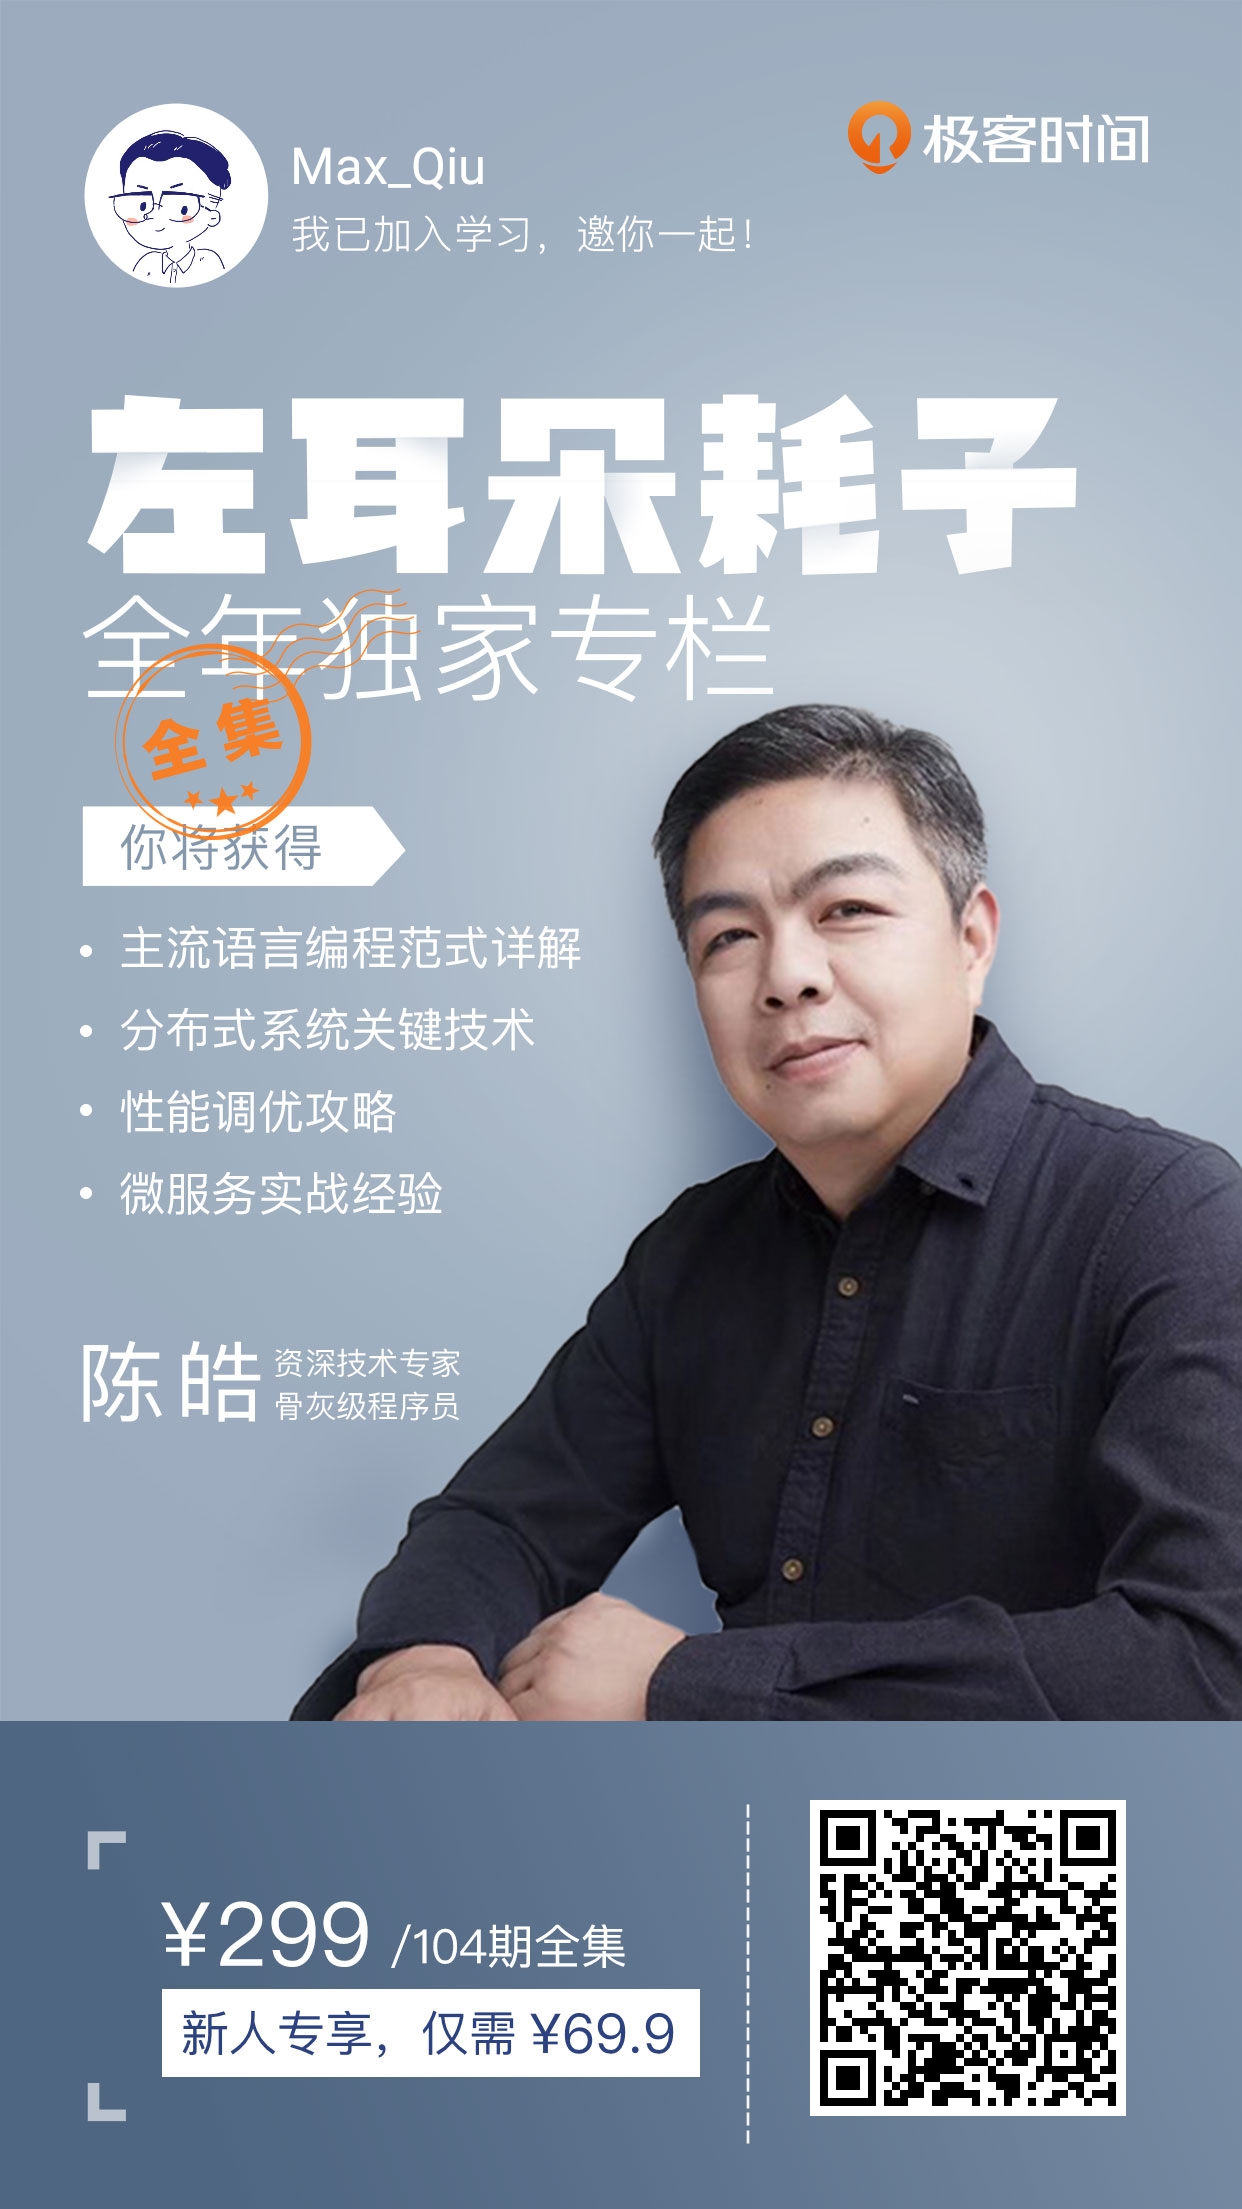 Max_Qiu
我已加入学习，邀你一起！
极客时间
左耳朵耗子
全年独家专栏
全集
你将获得
• 主流语言编程范式详解
• 分布式系统关键技术
• 性能调优攻略
• 微服务实战经验
陈皓
资深技术专家
骨灰级程序员
¥299 /104期全集
新人专享，仅需 ¥69.9